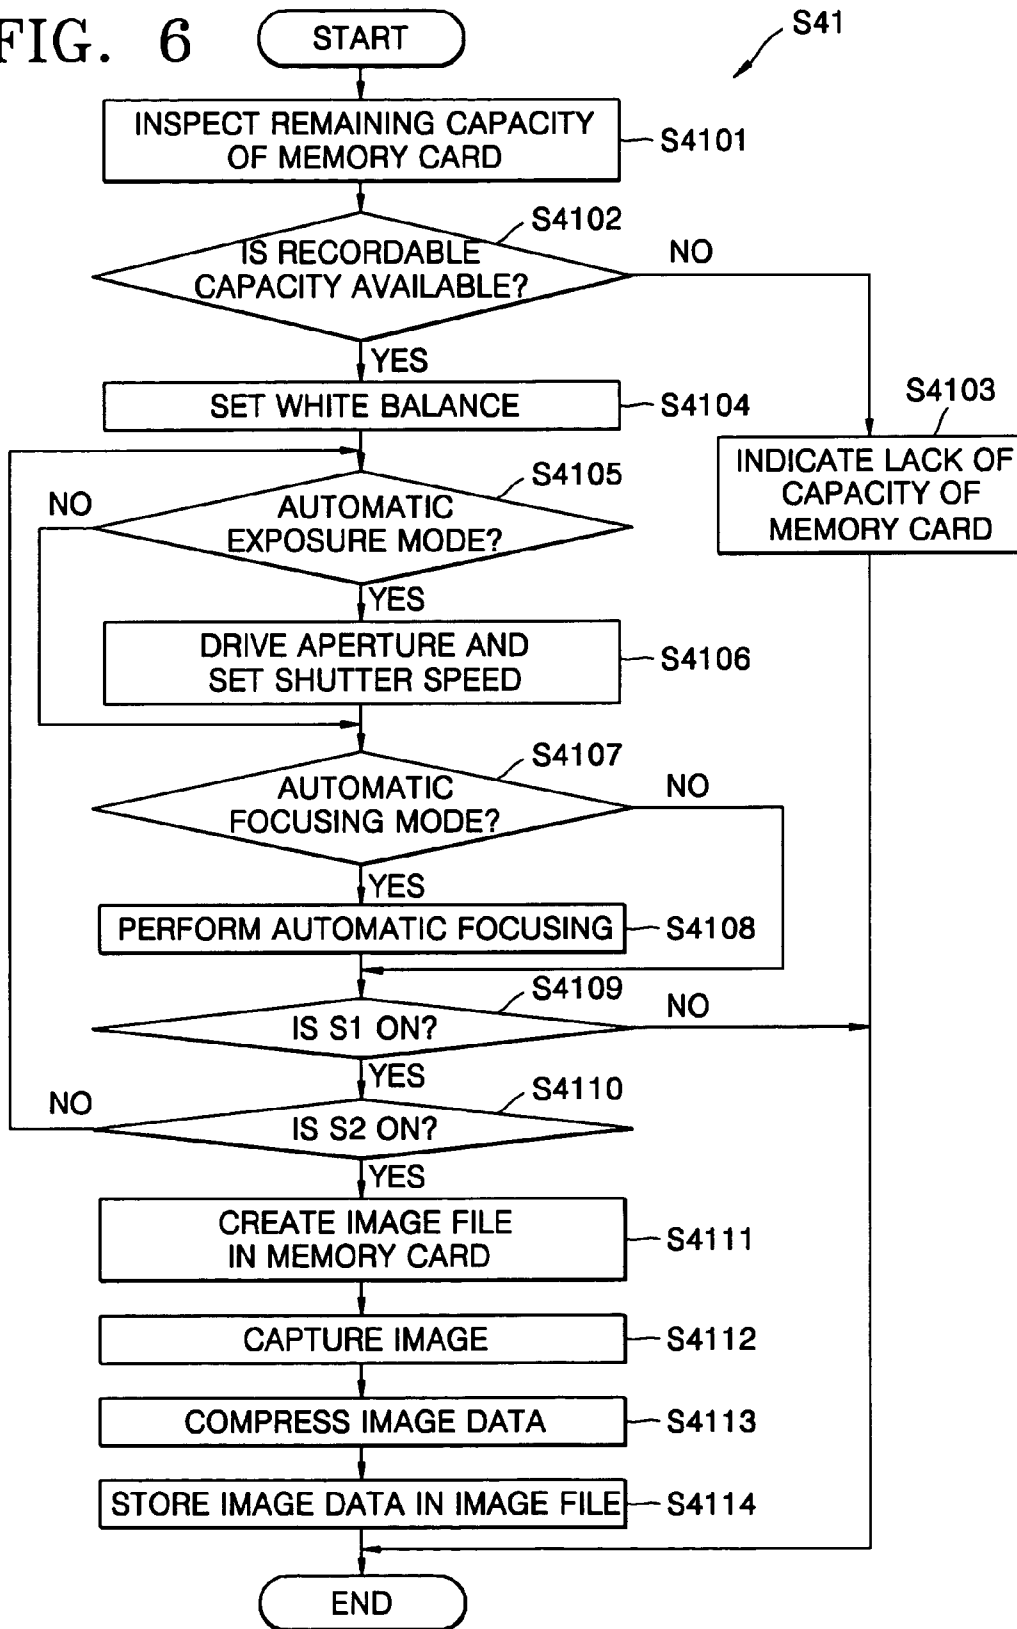 FIG. 6
START
S41
INSPECT REMAINING CAPACITY
OF MEMORY CARD
S4101
S4102
IS RECORDABLE
CAPACITY AVAILABLE?
NO
YES
SET WHITE BALANCE
S4104
S4103
INDICATE LACK OF
CAPACITY OF
MEMORY CARD
S4105
NO
AUTOMATIC
EXPOSURE MODE?
YES
DRIVE APERTURE AND
SET SHUTTER SPEED
S4106
S4107
AUTOMATIC
FOCUSING MODE?
NO
YES
PERFORM AUTOMATIC FOCUSING
S4108
S4109
IS S1 ON?
NO
YES
S4110
NO
IS S2 ON?
YES
CREATE IMAGE FILE
IN MEMORY CARD
S4111
CAPTURE IMAGE
S4112
COMPRESS IMAGE DATA
S4113
STORE IMAGE DATA IN IMAGE FILE
S4114
END